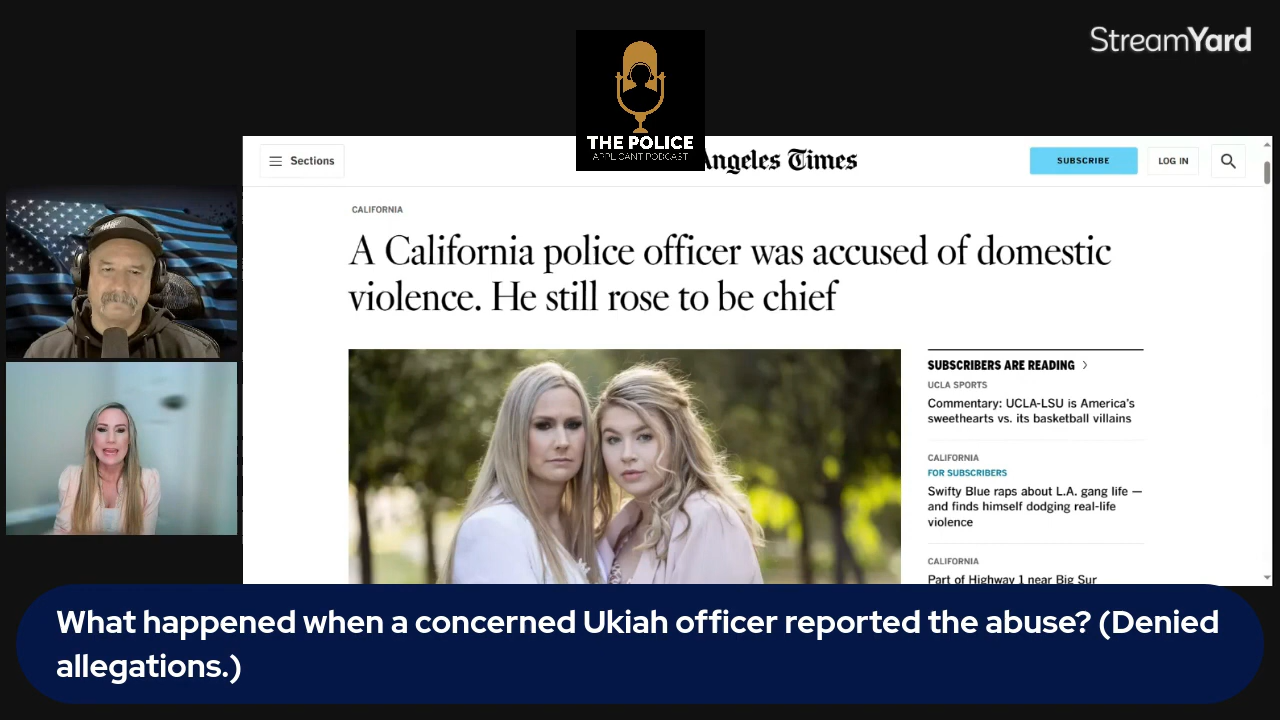 StreamYard
THE POLICE
APPLICANT PODCAST
Sections
Angeles Times
SUBSCRIBE
LOG IN
CALIFORNIA
A California police officer was accused of domestic
violence. He still rose to be chief
SUBSCRIBERS ARE READING
UCLA SPORTS
Commentary: UCLA-LSU is America's
sweethearts vs. its basketball villains
CALIFORNIA
FOR SUBSCRIBERS
Swifty Blue raps about L.A. gang life —
and finds himself dodging real-life
violence
CALIFORNIA
Part of Highway 1 near Big Sur
What happened when a concerned Ukiah officer reported the abuse? (Denied
allegations.)